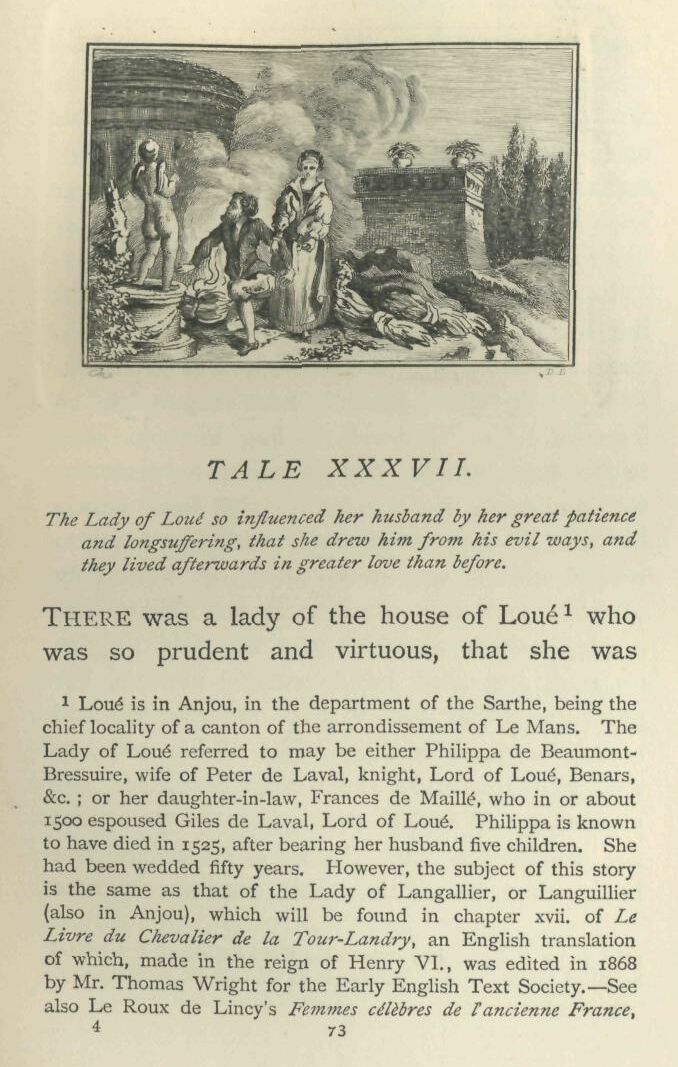 TALE XXXVII.
The Lady of Loué so influenced her husband by her great patience
and longsuffering, that she drew him from his evil ways, and
they lived afterwards in greater love than before.
THERE was a lady of the house of Loué¹ who
was so prudent and virtuous, that she was
¹ Loué is in Anjou, in the department of the Sarthe, being the
chief locality of a canton of the arrondissement of Le Mans. The
Lady of Loué referred to may be either Philippa de Beaumont-
Bressuire, wife of Peter de Laval, knight, Lord of Loué, Benars,
&c. ; or her daughter-in-law, Frances de Maillé, who in or about
1500 espoused Giles de Laval, Lord of Loué. Philippa is known
to have died in 1525, after bearing her husband five children. She
had been wedded fifty years. However, the subject of this story
is the same as that of the Lady of Langallier, or Languillier
(also in Anjou), which will be found in chapter xvii. of Le
Livre du Chevalier de la Tour-Landry, an English translation
of which, made in the reign of Henry VI., was edited in 1868
by Mr. Thomas Wright for the Early English Text Society.—See
also Le Roux de Lincy's Femmes célèbres de l'ancienne France,
4
73